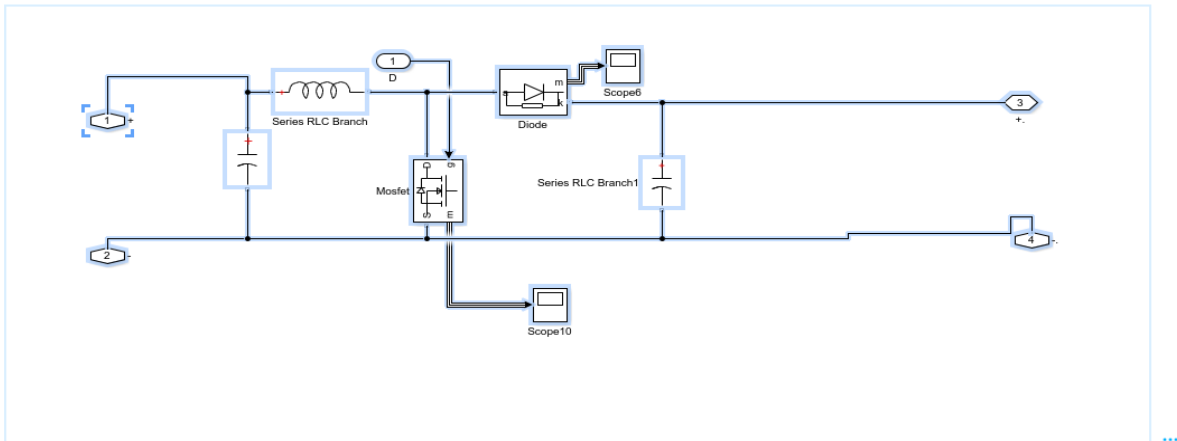 1
D
m
Scope6
a
k
3
+.
1
+
+
Series RLC Branch
Diode
+
D
g
Mosfet
+
Series RLC Branch1
S
m
2
-
4
-.
Scope10
...